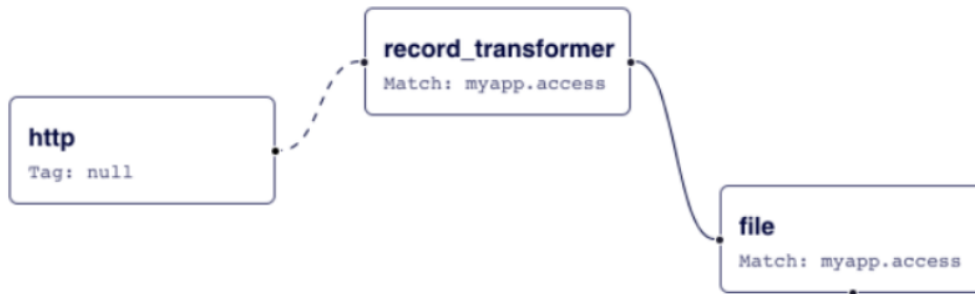 record_transformer
Match: myapp.access
http
Tag: null
file
Match: myapp.access